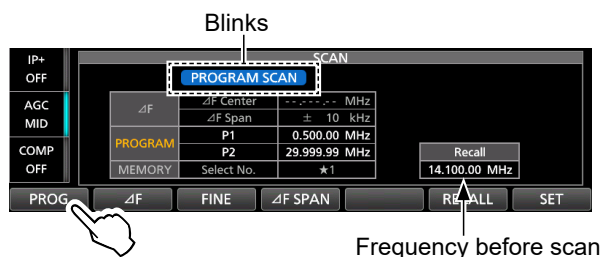 Blinks
IP+
OFF
SCAN
PROGRAM SCAN
AGC
MID
⊿F
⊿F Center --.---.-- MHz
⊿F Span ± 10 kHz
PROGRAM
P1 0.500.00 MHz
P2 29.999.99 MHz
COMP
OFF
MEMORY Select No. ★1
Recall
14.100.00 MHz
PROG ⊿F FINE ⊿F SPAN RECALL SET
Frequency before scan